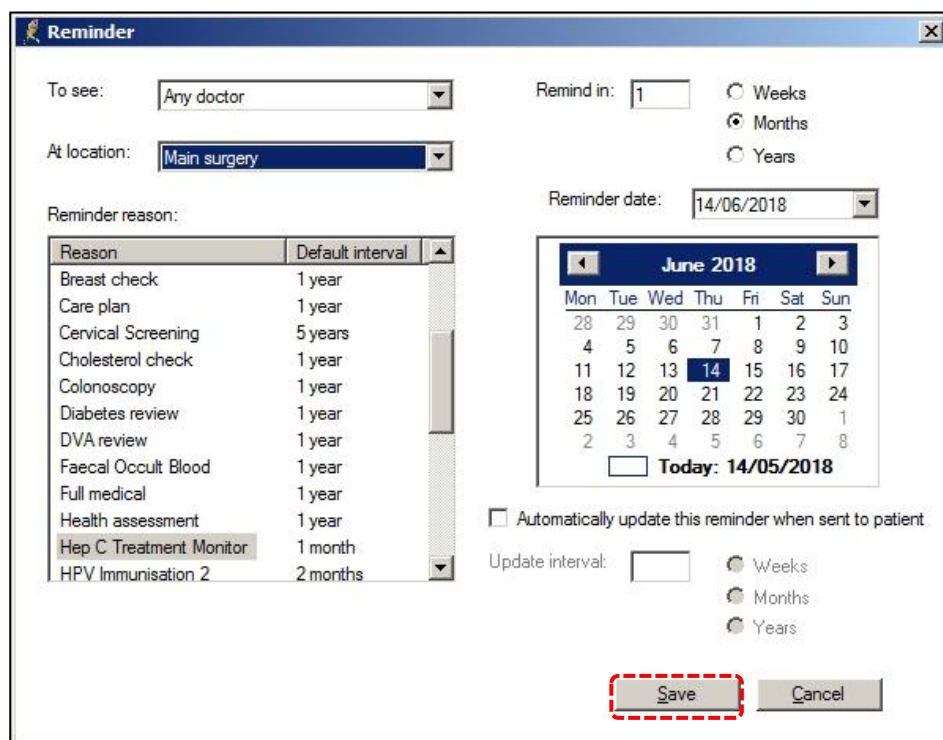 Reminder
To see: Any doctor
At location: Main surgery
Reminder reason:
Reason Default interval
Breast check 1 year
Care plan 1 year
Cervical Screening 5 years
Cholesterol check 1 year
Colonoscopy 1 year
Diabetes review 1 year
DVA review 1 year
Faecal Occult Blood 1 year
Full medical 1 year
Health assessment 1 year
Hep C Treatment Monitor 1 month
HPV Immunisation 2 2 months
Remind in: 1 Weeks
Months
Years
Reminder date: 14/06/2018
June 2018
Mon Tue Wed Thu Fri Sat Sun
28 29 30 31 1 2 3
4 5 6 7 8 9 10
11 12 13 14 15 16 17
18 19 20 21 22 23 24
25 26 27 28 29 30 1
2 3 4 5 6 7 8
Today: 14/05/2018
Automatically update this reminder when sent to patient
Update interval: Weeks
Months
Years
Save Cancel